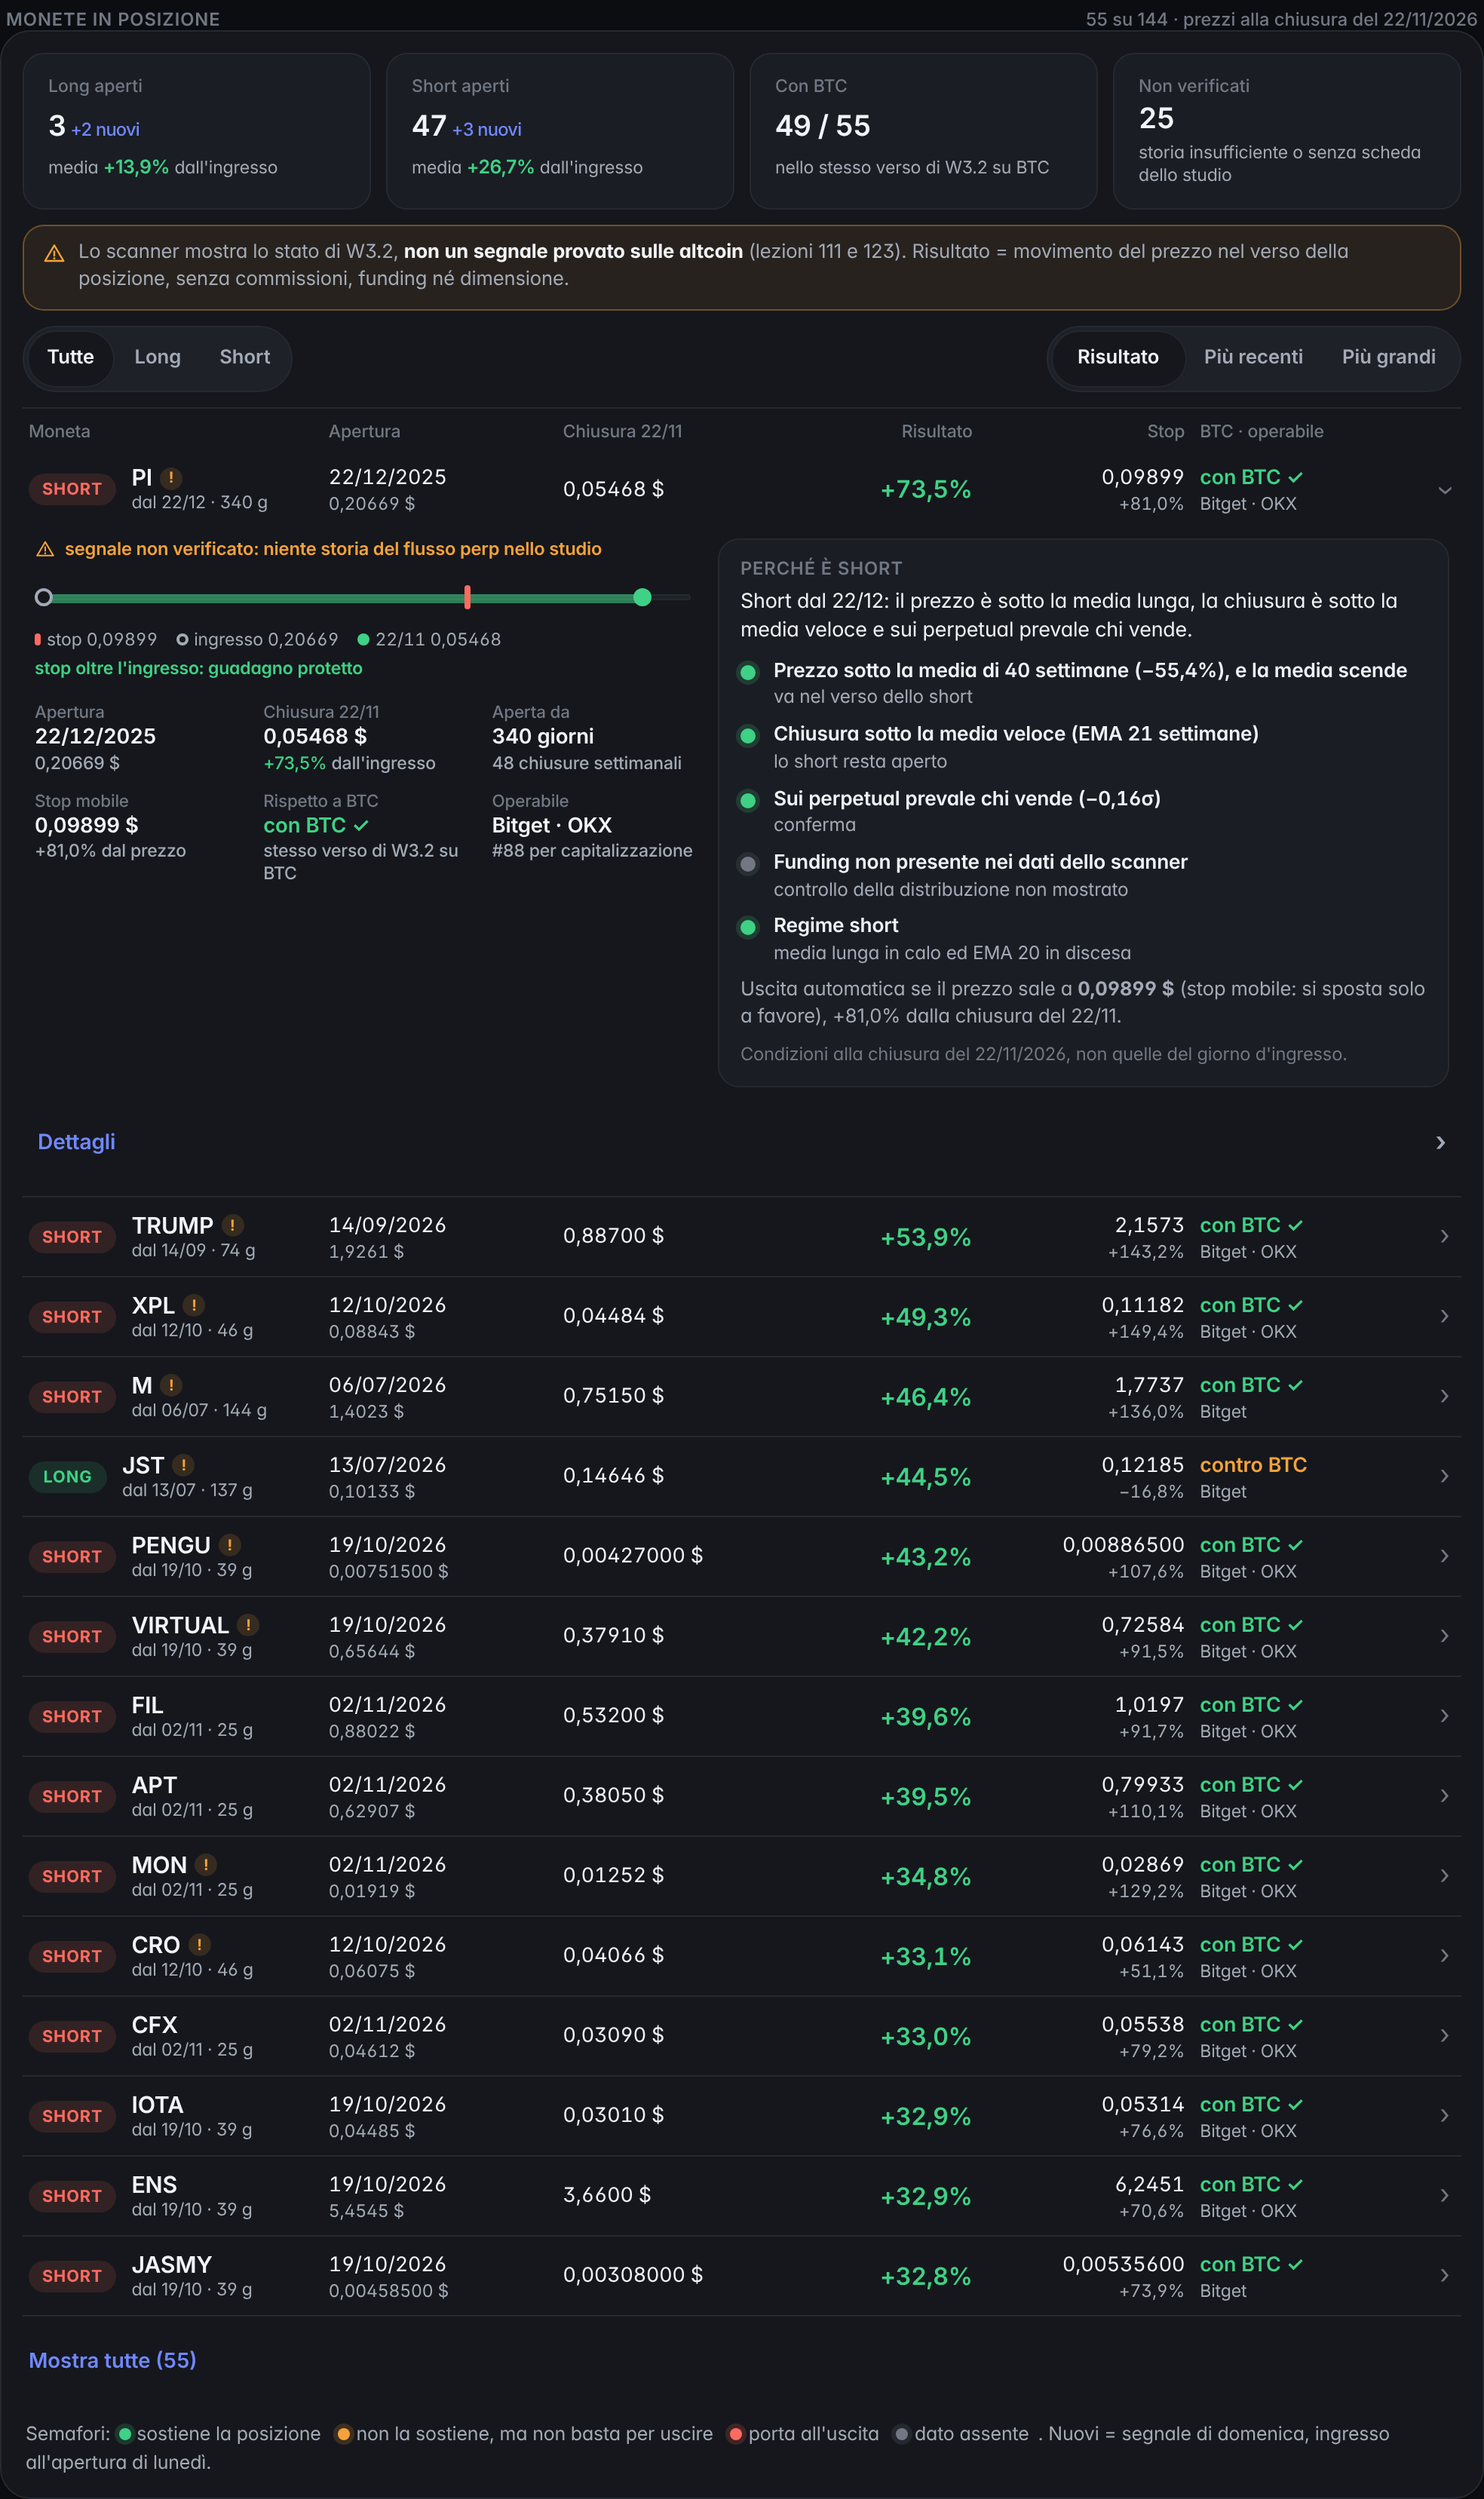 MONETE IN POSIZIONE
55 su 144 · prezzi alla chiusura del 22/11/2026
Long aperti
3 +2 nuovi
media +13,9% dall'ingresso
Short aperti
47 +3 nuovi
media +26,7% dall'ingresso
Con BTC
49 / 55
nello stesso verso di W3.2 su BTC
Non verificati
25
storia insufficiente o senza scheda
dello studio
Lo scanner mostra lo stato di W3.2, non un segnale provato sulle altcoin (lezioni 111 e 123). Risultato = movimento del prezzo nel verso della
posizione, senza commissioni, funding né dimensione.
Tutte Long Short
Risultato Più recenti Più grandi
Moneta Apertura Chiusura 22/11 Risultato Stop BTC · operabile
SHORT PI ! 22/12/2025 0,05468 $ +73,5% 0,09899 con BTC ✓
dal 22/12 · 340 g 0,20669 $ +81,0% Bitget · OKX
segnale non verificato: niente storia del flusso perp nello studio
stop 0,09899 ingresso 0,20669 22/11 0,05468
stop oltre l'ingresso: guadagno protetto
Apertura Chiusura 22/11 Aperta da
22/12/2025 0,05468 $ 340 giorni
0,20669 $ +73,5% dall'ingresso 48 chiusure settimanali
Stop mobile Rispetto a BTC Operabile
0,09899 $ con BTC ✓ Bitget · OKX
+81,0% dal prezzo stesso verso di W3.2 su #88 per capitalizzazione
BTC
PERCHÉ È SHORT
Short dal 22/12: il prezzo è sotto la media lunga, la chiusura è sotto la
media veloce e sui perpetual prevale chi vende.
Prezzo sotto la media di 40 settimane (−55,4%), e la media scende
va nel verso dello short
Chiusura sotto la media veloce (EMA 21 settimane)
lo short resta aperto
Sui perpetual prevale chi vende (−0,16σ)
conferma
Funding non presente nei dati dello scanner
controllo della distribuzione non mostrato
Regime short
media lunga in calo ed EMA 20 in discesa
Uscita automatica se il prezzo sale a 0,09899 $ (stop mobile: si sposta solo
a favore), +81,0% dalla chiusura del 22/11.
Condizioni alla chiusura del 22/11/2026, non quelle del giorno d'ingresso.
Dettagli
SHORT TRUMP ! 14/09/2026 0,88700 $ +53,9% 2,1573 con BTC ✓
dal 14/09 · 74 g 1,9261 $ +143,2% Bitget · OKX
SHORT XPL ! 12/10/2026 0,04484 $ +49,3% 0,11182 con BTC ✓
dal 12/10 · 46 g 0,08843 $ +149,4% Bitget · OKX
SHORT M ! 06/07/2026 0,75150 $ +46,4% 1,7737 con BTC ✓
dal 06/07 · 144 g 1,4023 $ +136,0% Bitget
LONG JST ! 13/07/2026 0,14646 $ +44,5% 0,12185 contro BTC
dal 13/07 · 137 g 0,10133 $ −16,8% Bitget
SHORT PENGU ! 19/10/2026 0,00427000 $ +43,2% 0,00886500 con BTC ✓
dal 19/10 · 39 g 0,00751500 $ +107,6% Bitget · OKX
SHORT VIRTUAL ! 19/10/2026 0,37910 $ +42,2% 0,72584 con BTC ✓
dal 19/10 · 39 g 0,65644 $ +91,5% Bitget · OKX
SHORT FIL 02/11/2026 0,53200 $ +39,6% 1,0197 con BTC ✓
dal 02/11 · 25 g 0,88022 $ +91,7% Bitget · OKX
SHORT APT 02/11/2026 0,38050 $ +39,5% 0,79933 con BTC ✓
dal 02/11 · 25 g 0,62907 $ +110,1% Bitget · OKX
SHORT MON ! 02/11/2026 0,01252 $ +34,8% 0,02869 con BTC ✓
dal 02/11 · 25 g 0,01919 $ +129,2% Bitget · OKX
SHORT CRO ! 12/10/2026 0,04066 $ +33,1% 0,06143 con BTC ✓
dal 12/10 · 46 g 0,06075 $ +51,1% Bitget · OKX
SHORT CFX 02/11/2026 0,03090 $ +33,0% 0,05538 con BTC ✓
dal 02/11 · 25 g 0,04612 $ +79,2% Bitget · OKX
SHORT IOTA 19/10/2026 0,03010 $ +32,9% 0,05314 con BTC ✓
dal 19/10 · 39 g 0,04485 $ +76,6% Bitget · OKX
SHORT ENS 19/10/2026 3,6600 $ +32,9% 6,2451 con BTC ✓
dal 19/10 · 39 g 5,4545 $ +70,6% Bitget · OKX
SHORT JASMY 19/10/2026 0,00308000 $ +32,8% 0,00535600 con BTC ✓
dal 19/10 · 39 g 0,00458500 $ +73,9% Bitget
Mostra tutte (55)
Semafori: sostiene la posizione non la sostiene, ma non basta per uscire porta all'uscita dato assente . Nuovi = segnale di domenica, ingresso
all'apertura di lunedì.